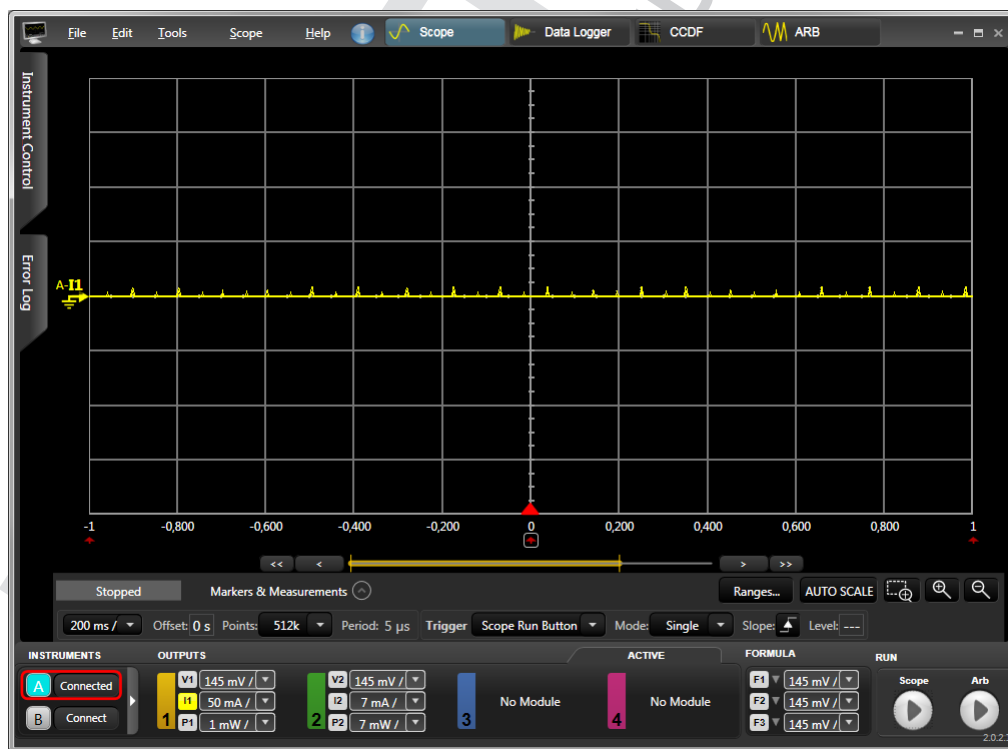 File Edit Tools Scope Help i Scope Data Logger CCDF ARB
Instrument Control
Error Log
A-I1
-1 -0,800 -0,600 -0,400 -0,200 0 0,200 0,400 0,600 0,800 1
<< < > >>
Stopped Markers & Measurements Ranges... AUTO SCALE
200 ms / Offset: 0 s Points: 512k Period: 5 µs Trigger Scope Run Button Mode: Single Slope: Level: ---
INSTRUMENTS OUTPUTS ACTIVE FORMULA RUN
A Connected
B Connect
1
V1 145 mV /
I1 50 mA /
P1 1 mW /
2
V2 145 mV /
I2 7 mA /
P2 7 mW /
3 No Module
4 No Module
F1 145 mV /
F2 145 mV /
F3 145 mV /
Scope Arb